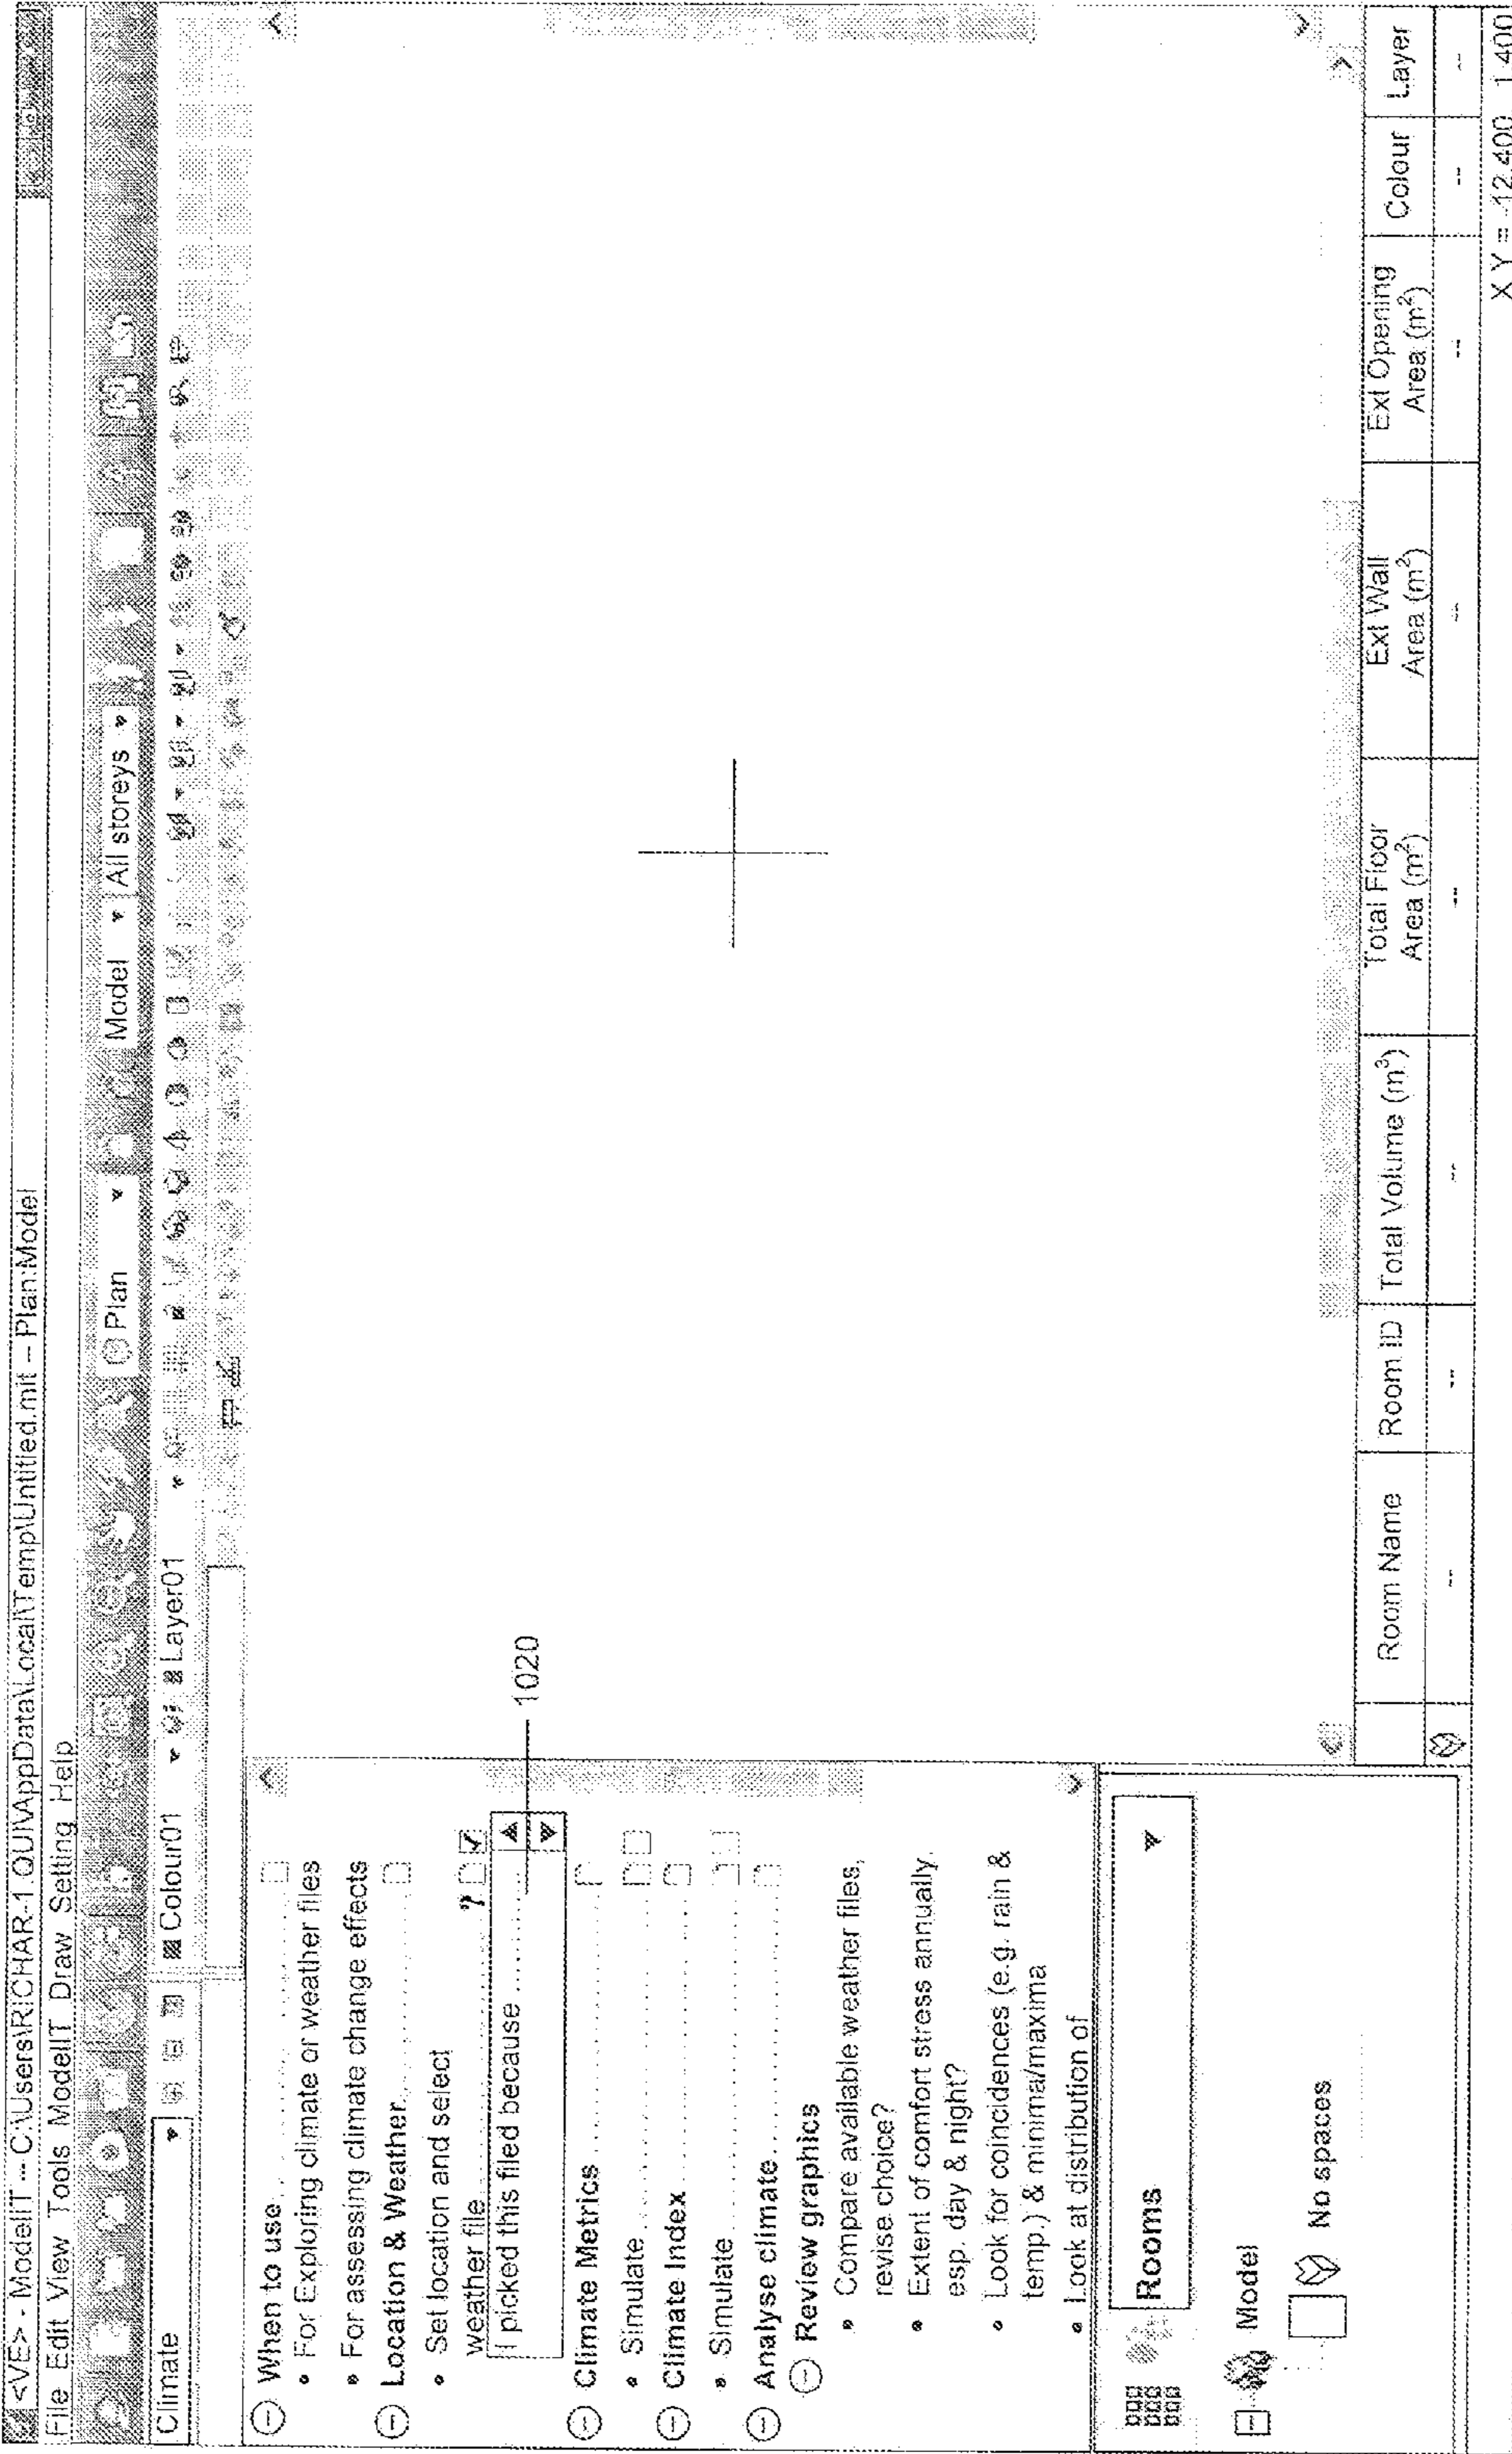 <VE> - ModelIT -- C:\Users\RICHAR-1.QUI\AppData\Local\Temp\Untitled.mit -- Plan:Model
File Edit View Tools ModelIT Draw Setting Help
Plan Model All storeys
Climate Colour01 Layer01
When to use
• For Exploring climate or weather files
• For assessing climate change effects
Location & Weather
• Set location and select
weather file ?
I picked this filed because
1020
Climate Metrics
• Simulate
Climate Index
• Simulate
Analyse climate
Review graphics
• Compare available weather files,
revise choice?
• Extent of comfort stress annually,
esp. day & night?
• Look for coincidences (e.g. rain &
temp.) & minima/maxima
• Look at distribution of
Rooms
Model
No spaces
Room Name Room ID Total Volume (m³) Total Floor Area (m²) Ext Wall Area (m²) Ext Opening Area (m²) Colour Layer
-- -- -- -- -- -- -- --
X Y = -12.400 1.400